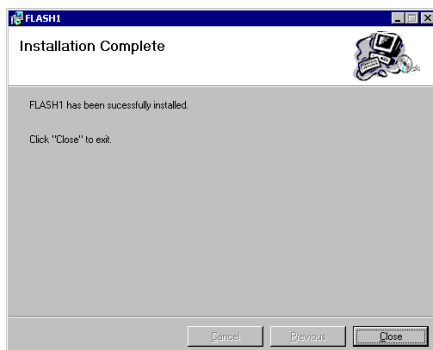 FLASH1
Installation Complete
FLASH1 has been sucessfully installed.
Click "Close" to exit.
Cancel
Previous
Close